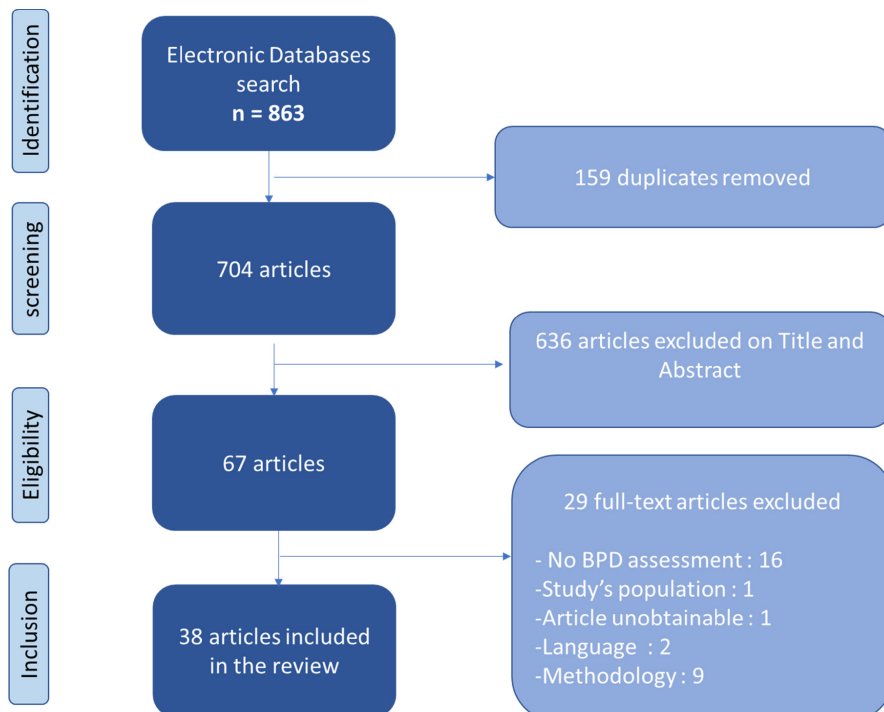 Identification
Electronic Databases
search
n = 863
159 duplicates removed
screening
704 articles
636 articles excluded on Title and
Abstract
Eligibility
67 articles
29 full-text articles excluded
- No BPD assessment : 16
- Study's population : 1
- Article unobtainable : 1
- Language  : 2
- Methodology : 9
Inclusion
38 articles included
in the review